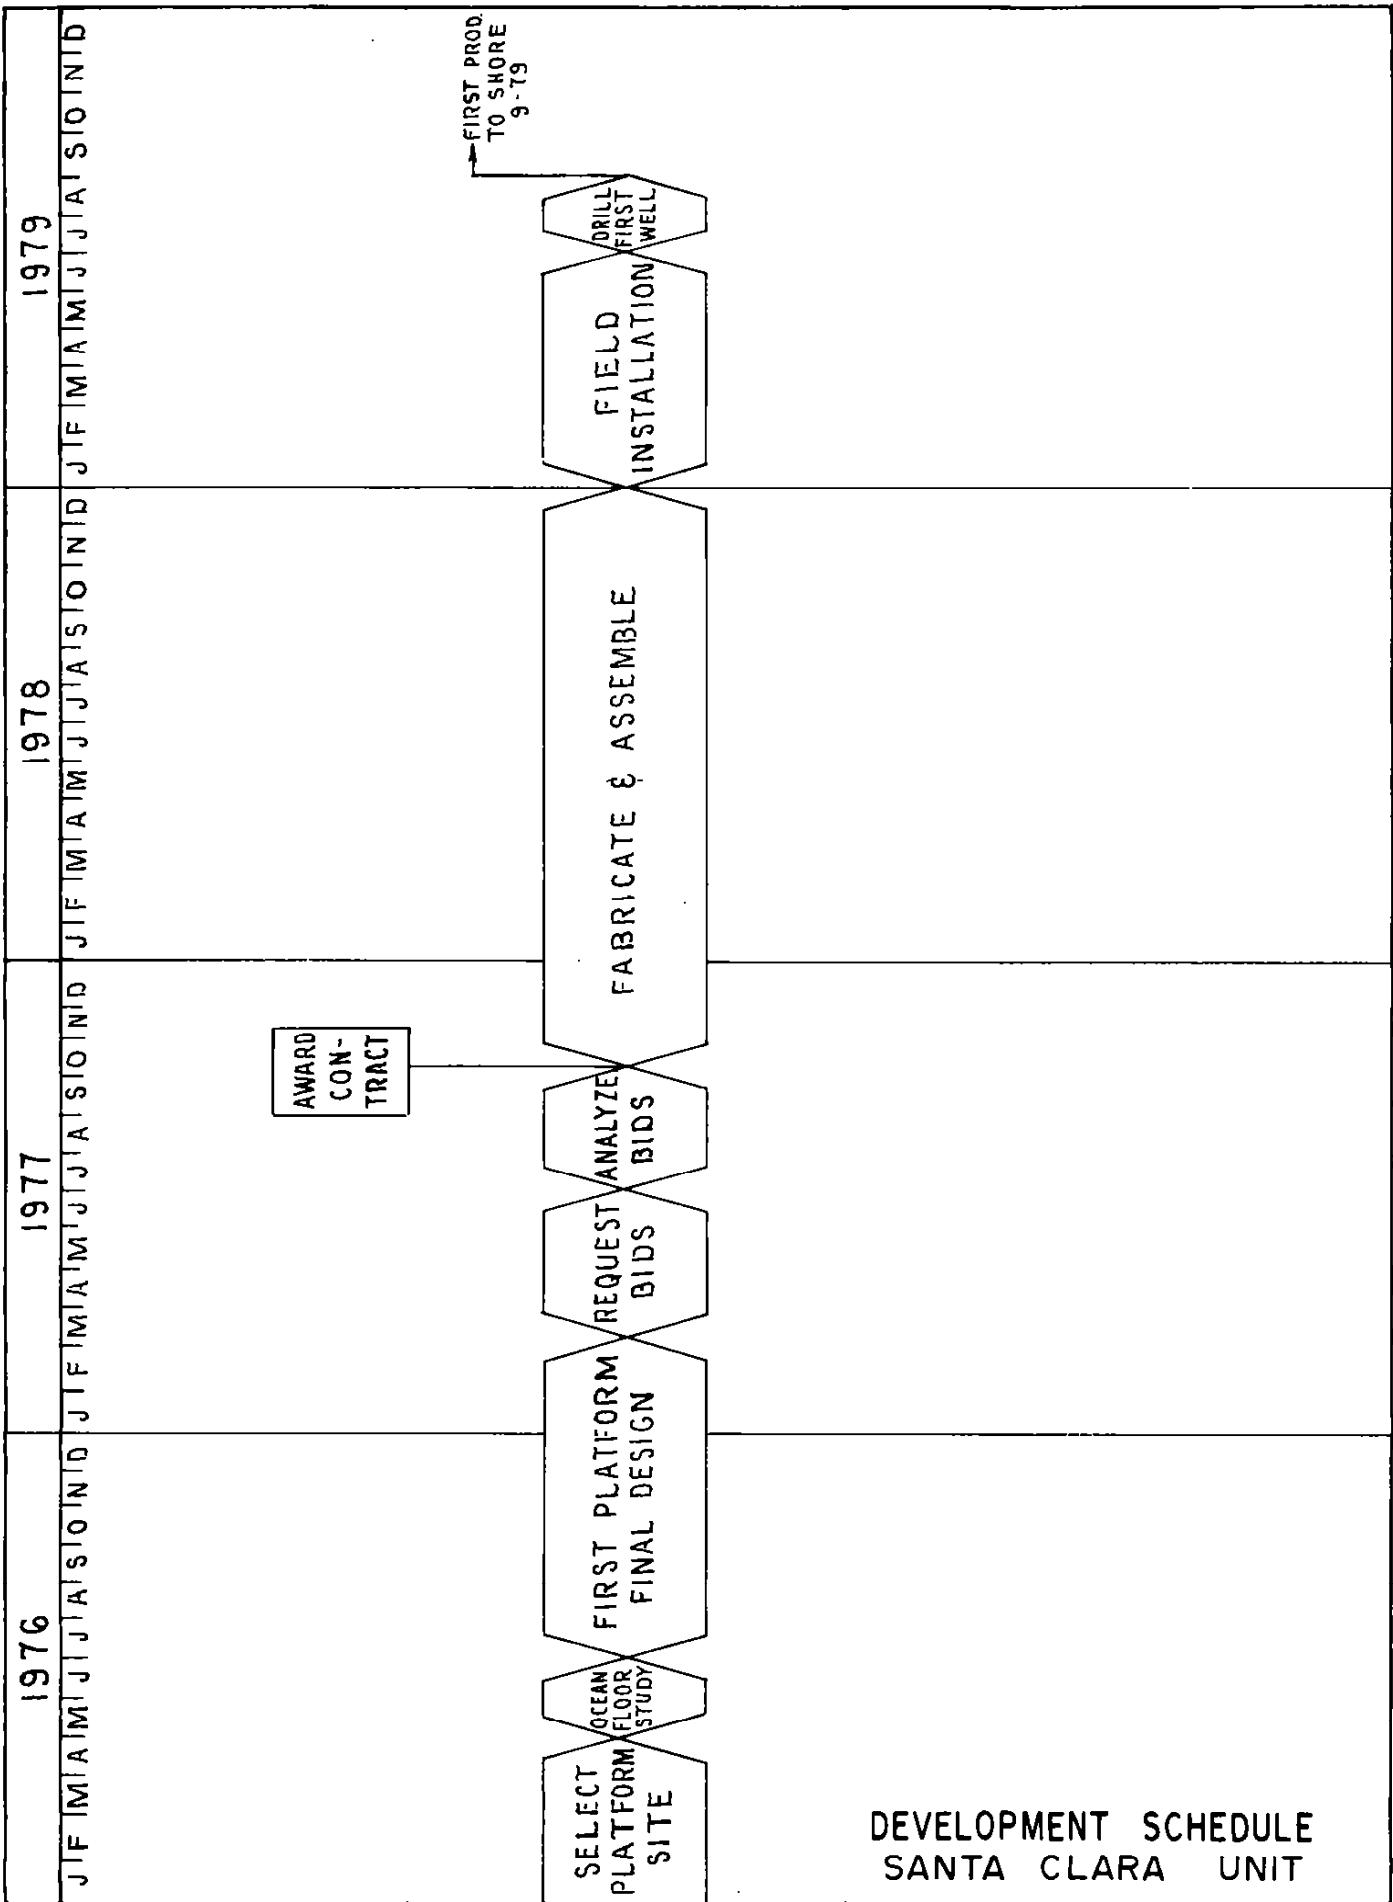 1976
1977
1978
1979
J F M A M J J A S O N D
J F M A M J J A S O N D
J F M A M J J A S O N D
J F M A M J J A S O N D
AWARD
CON-
TRACT
FIRST PROD.
TO SHORE
9-79
SELECT
PLATFORM
SITE
OCEAN
FLOOR
STUDY
FIRST PLATFORM
FINAL DESIGN
REQUEST
BIDS
ANALYZE
BIDS
FABRICATE & ASSEMBLE
FIELD
INSTALLATION
DRILL
FIRST
WELL
DEVELOPMENT SCHEDULE
SANTA CLARA UNIT